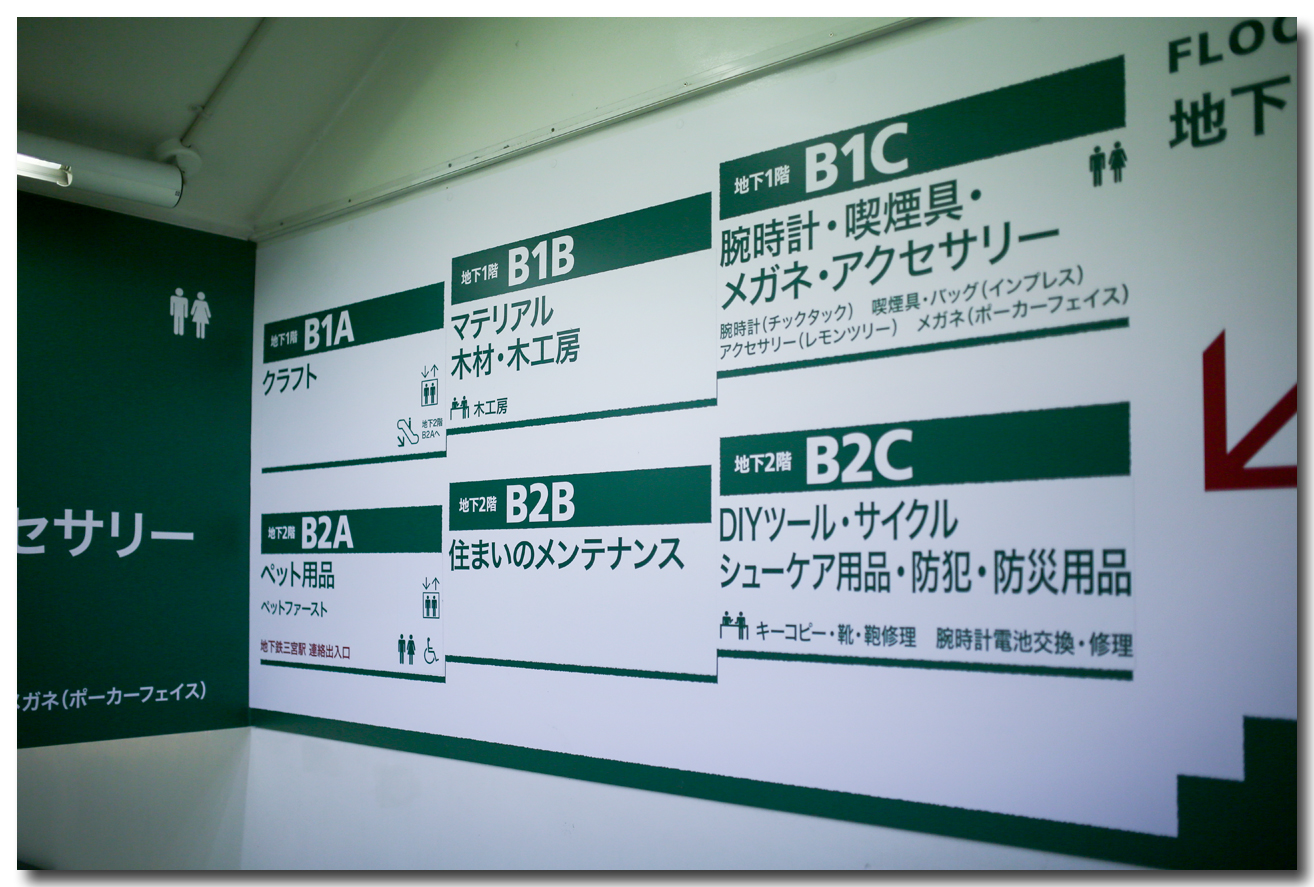 セサリー
メガネ（ポーカーフェイス）
地下1階 B1A
クラフト
地下2階
B2Aへ
地下2階 B2A
ペット用品
ペットファースト
地下鉄三宮駅 連絡出入口
地下1階 B1B
マテリアル
木材・木工房
木工房
地下2階 B2B
住まいのメンテナンス
地下1階 B1C
腕時計・喫煙具・
メガネ・アクセサリー
腕時計（チックタック） 喫煙具・バッグ（インプレス）
アクセサリー（レモンツリー） メガネ（ポーカーフェイス）
地下2階 B2C
DIYツール・サイクル
シューケア用品・防犯・防災用品
キーコピー・靴・鞄修理 腕時計電池交換・修理
FLOO
地下